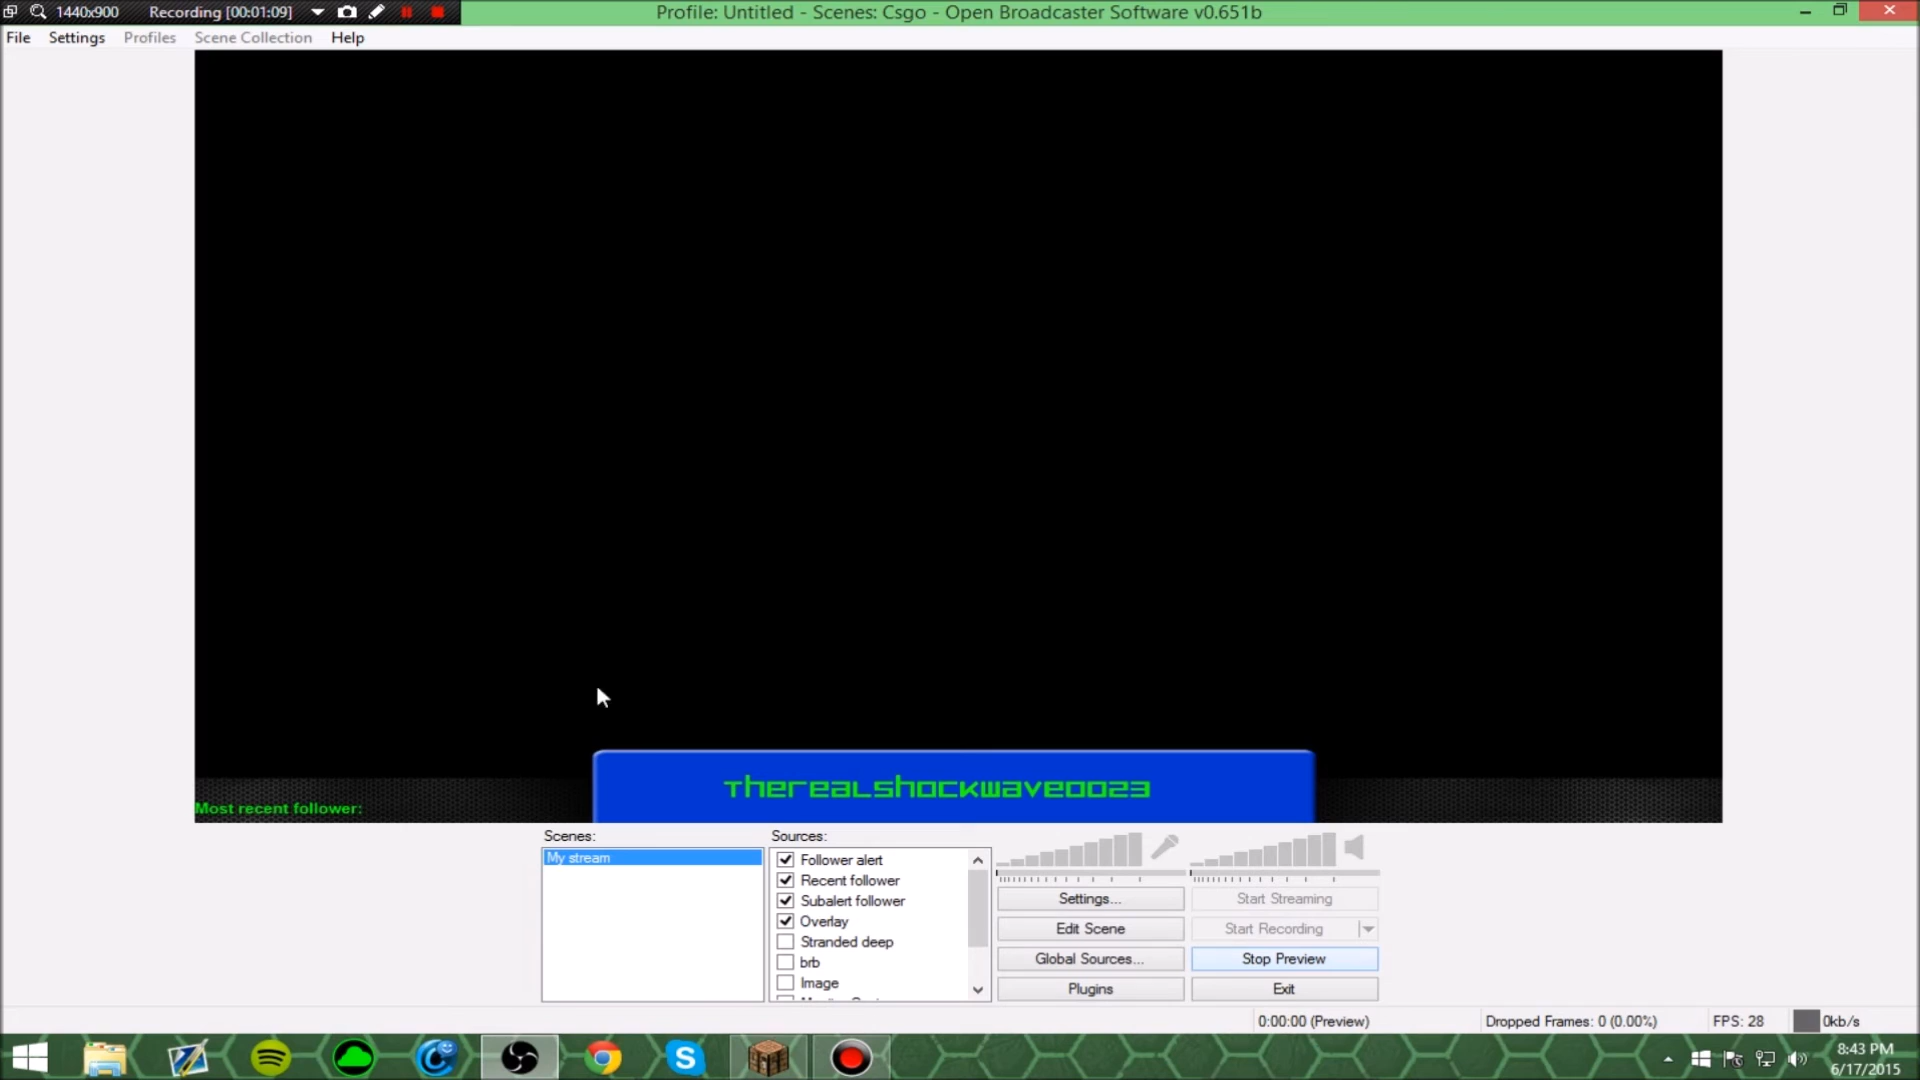 1440x900 Recording [00:01:09]
Profile: Untitled - Scenes: Csgo - Open Broadcaster Software v0.651b
File Settings Profiles Scene Collection Help
Most recent follower:
Therealshockwave0023
Scenes:
My stream
Sources:
Follower alert
Recent follower
Subalert follower
Overlay
Stranded deep
brb
Image
Settings...
Edit Scene
Global Sources...
Plugins
Start Streaming
Start Recording
Stop Preview
Exit
0:00:00 (Preview) Dropped Frames: 0 (0.00%) FPS: 28 0kb/s
8:43 PM
6/17/2015